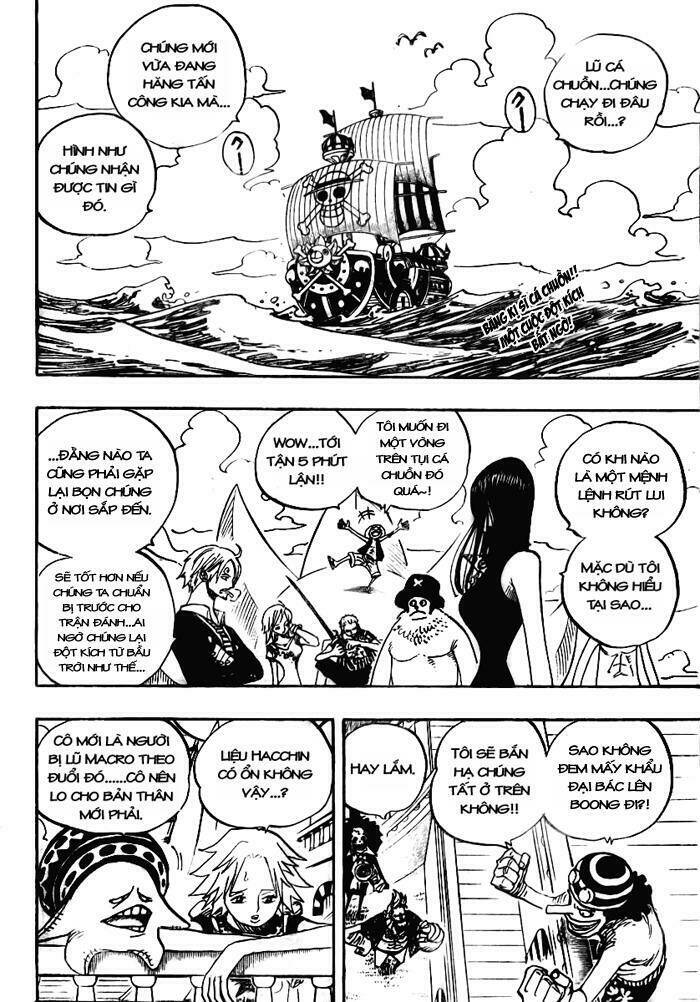 CHÚNG MỚI
VỪA ĐANG
HĂNG TẤN
CÔNG KIA MÀ...
LŨ CÁ
CHUỒN...CHÚNG
CHẠY ĐI ĐÂU
RỒI...?
HÌNH NHƯ
CHÚNG NHẬN
ĐƯỢC TIN GÌ
ĐÓ.
クー
クー
BĂNG KỊ SĨ CÁ CHUỒN!!
MỘT CUỘC ĐỘT KÍCH
BẤT NGỜ!
...ĐẰNG NÀO TA
CŨNG PHẢI GẶP
LẠI BỌN CHÚNG
Ở NƠI SẮP ĐẾN.
WOW...TỚI
TẬN 5 PHÚT
LẬN!!
TÔI MUỐN ĐI
MỘT VÒNG
TRÊN TỤI CÁ
CHUỒN ĐÓ
QUÁ~!
CÓ KHI NÀO
LÀ MỘT MỆNH
LỆNH RÚT LUI
KHÔNG?
MẶC DÙ TÔI
KHÔNG HIỂU
TẠI SAO...
SẼ TỐT HƠN NẾU
CHÚNG TA CHUẨN
BỊ TRƯỚC CHO
TRẬN ĐÁNH...AI
NGỜ CHÚNG LẠI
ĐỘT KÍCH TỪ BẦU
TRỜI NHƯ THẾ...
CÔ MỚI LÀ NGƯỜI
BỊ LŨ MACRO THEO
ĐUỔI ĐÓ......CÔ NÊN
LO CHO BẢN THÂN
MỚI PHẢI.
LIỆU HACCHIN
CÓ ỔN KHÔNG
VẬY...?
HAY LẮM.
TÔI SẼ BẮN
HẠ CHÚNG
TẤT Ở TRÊN
KHÔNG!!
SAO KHÔNG
ĐEM MẤY KHẨU
ĐẠI BÁC LÊN
BOONG ĐI?!